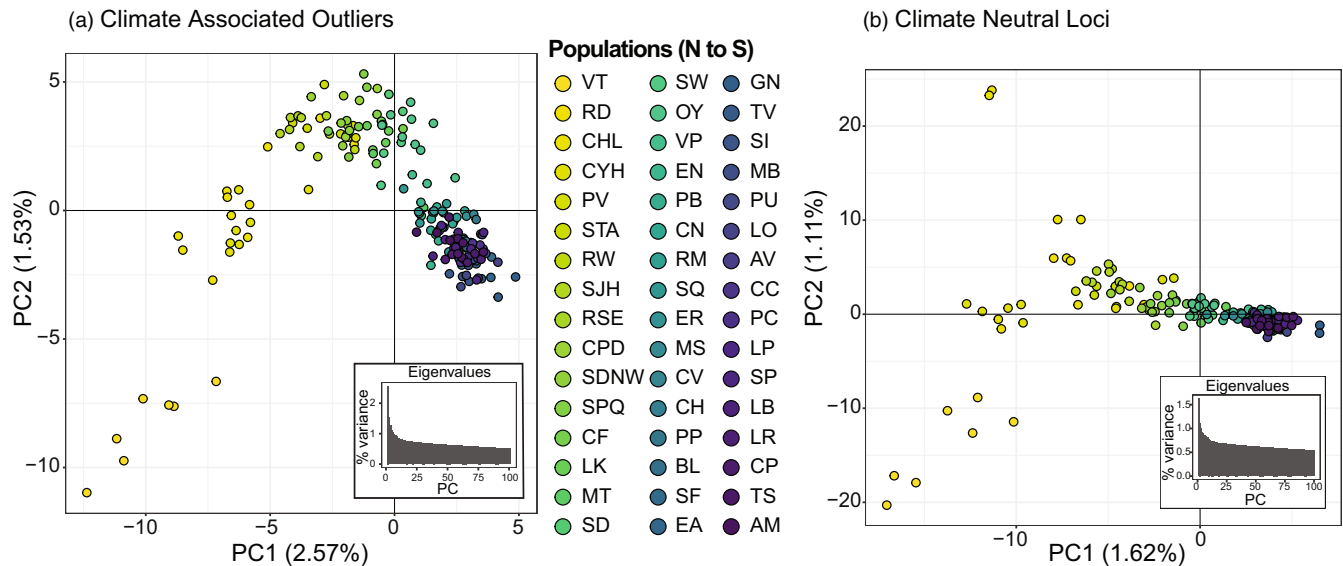 (a) Climate Associated Outliers
5
0
−5
−10
−10
−5
0
5
PC2 (1.53%)
PC1 (2.57%)
Eigenvalues
% variance
2
1
0
0
25
50
75
100
PC
Populations (N to S)
VT SW GN
RD OY TV
CHL VP SI
CYH EN MB
PV PB PU
STA CN LO
RW RM AV
SJH SQ CC
RSE ER PC
CPD MS LP
SDNW CV SP
SPQ CH LB
CF PP LR
LK BL CP
MT SF TS
SD EA AM
(b) Climate Neutral Loci
20
10
0
−10
−20
−10
0
PC2 (1.11%)
PC1 (1.62%)
Eigenvalues
% variance
1.5
1.0
0.5
0.0
0
25
50
75
100
PC